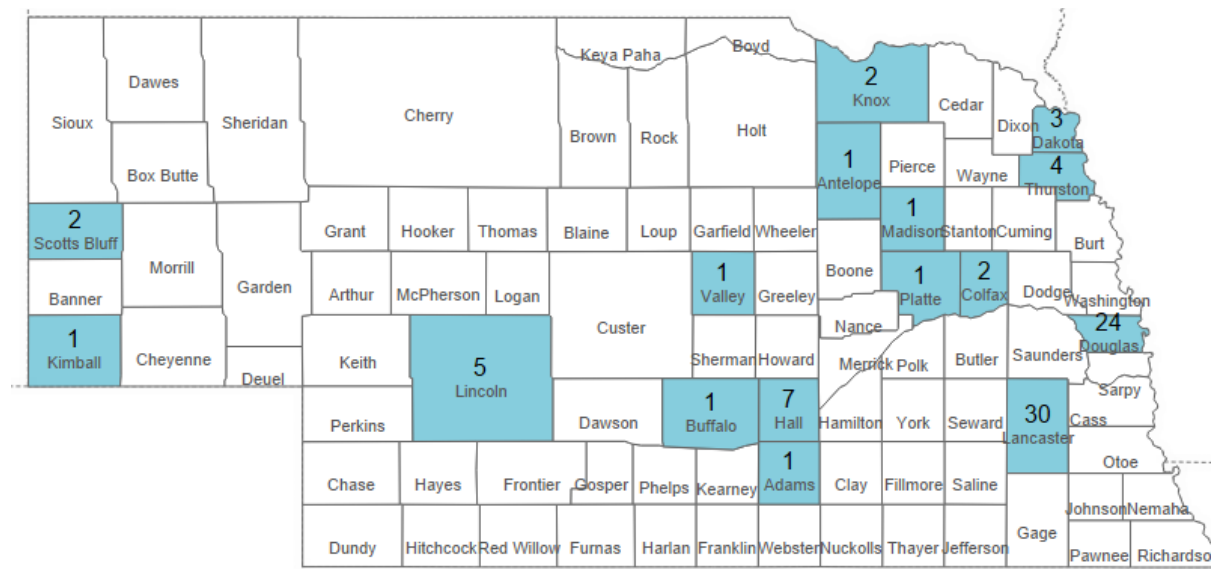 Boyd
Keya Paha
2
Knox
Dawes
Cedar
Sioux
Sheridan
Cherry
Brown
Rock
Holt
Dixon
3
Dakota
Box Butte
1
Antelope
Pierce
Wayne
4
Thurston
2
Scotts Bluff
Grant
Hooker
Thomas
Blaine
Loup
Garfield
Wheeler
1
Madison
Stanton
Cuming
Burt
Morrill
Garden
Boone
Banner
Arthur
McPherson
Logan
1
Valley
Greeley
1
Platte
2
Colfax
Dodge
Washington
1
Kimball
Cheyenne
Deuel
Keith
5
Lincoln
Custer
Sherman
Howard
Nance
Merrick
Polk
Butler
Saunders
24
Douglas
Sarpy
Perkins
Dawson
1
Buffalo
7
Hall
Hamilton
York
Seward
30
Lancaster
Cass
Otoe
Chase
Hayes
Frontier
Gosper
Phelps
Kearney
1
Adams
Clay
Fillmore
Saline
Johnson
Nemaha
Dundy
Hitchcock
Red Willow
Furnas
Harlan
Franklin
Webster
Nuckolls
Thayer
Jefferson
Gage
Pawnee
Richardso